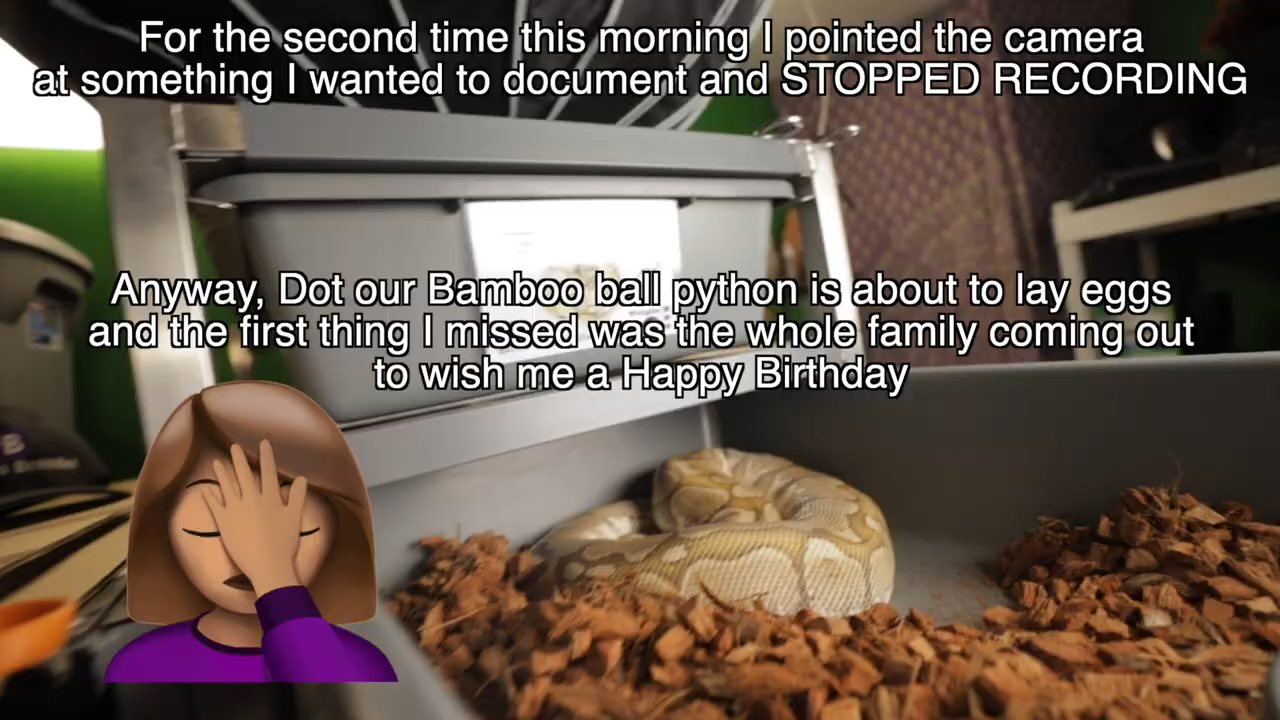 For the second time this morning I pointed the camera
at something I wanted to document and STOPPED RECORDING
Anyway, Dot our Bamboo ball python is about to lay eggs
and the first thing I missed was the whole family coming out
to wish me a Happy Birthday